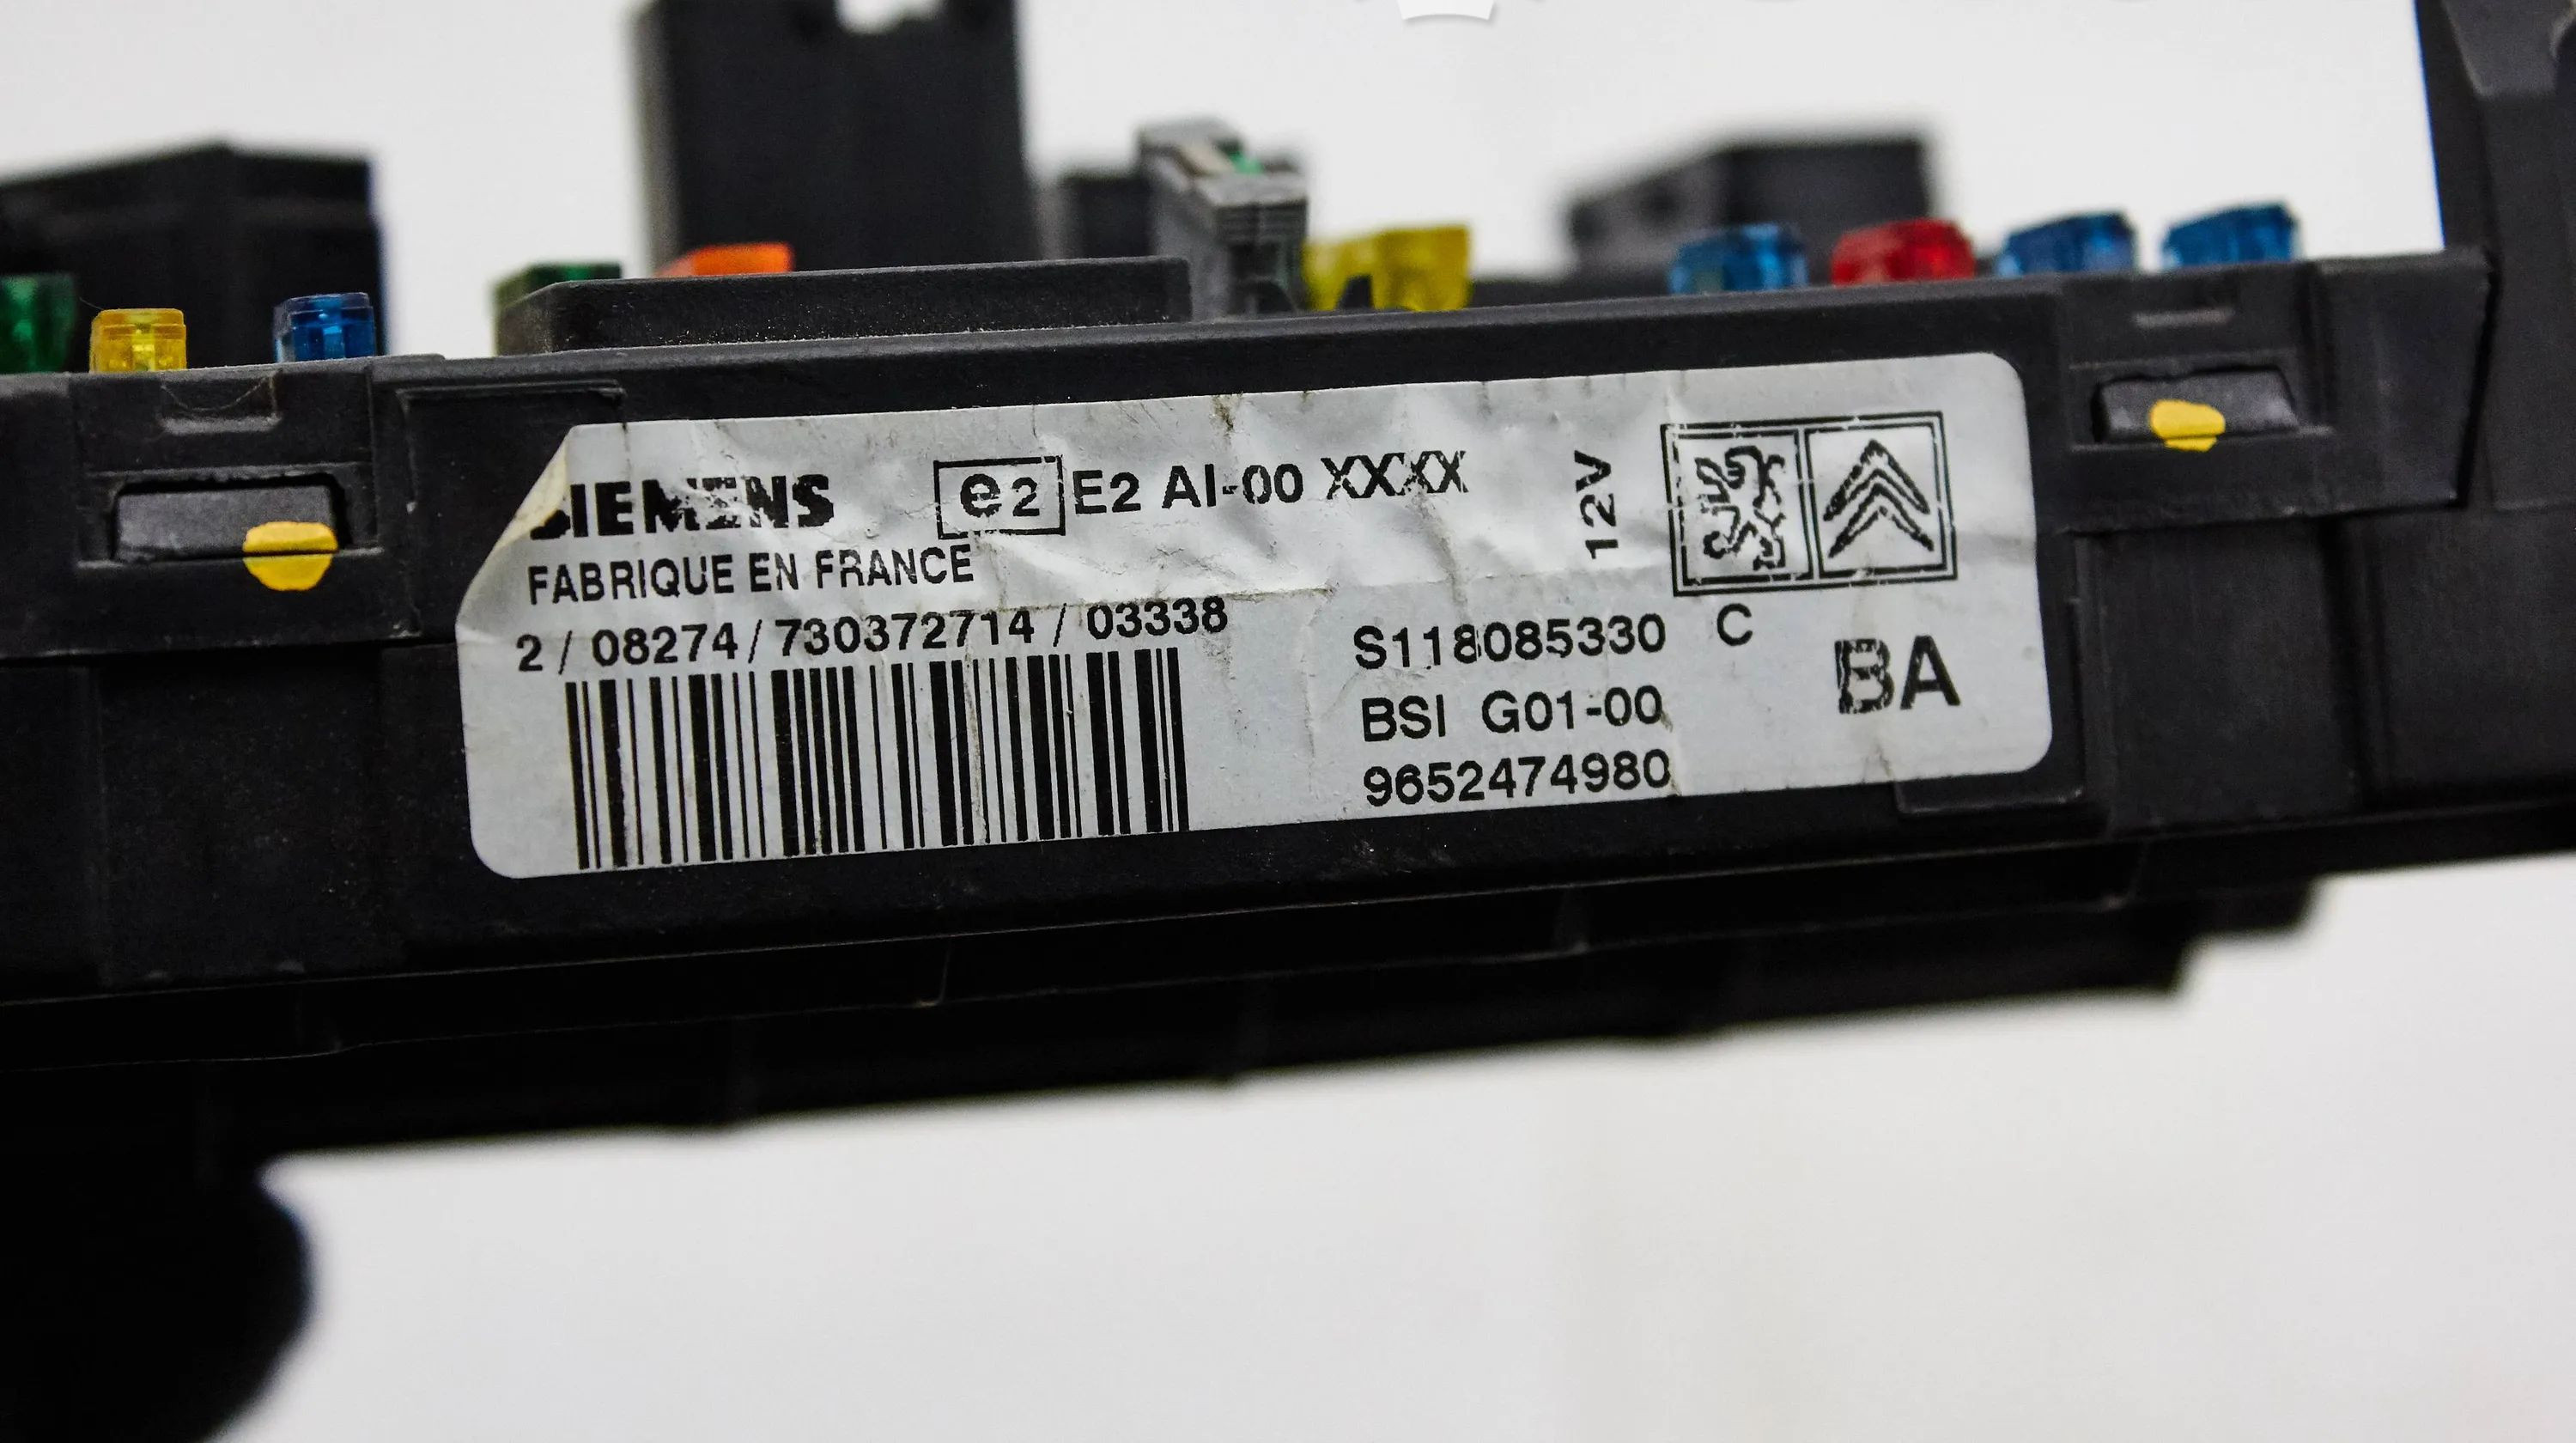 SIEMENS e2 E2 AI-00 XXXX 12V
FABRIQUE EN FRANCE
2/08274/730372714/03338
S118085330 C
BSI G01-00 BA
9652474980